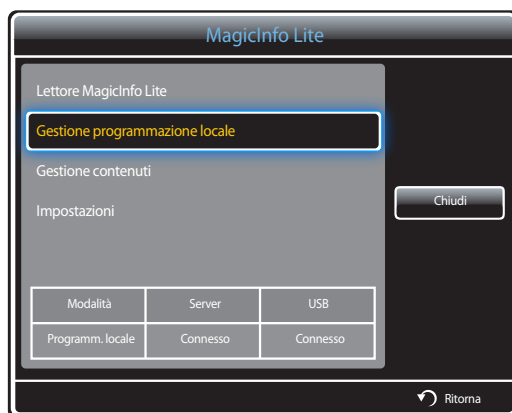 MagicInfo Lite
Lettore MagicInfo Lite
Gestione programmazione locale
Gestione contenuti
Impostazioni
Chiudi
Modalità Server USB
Programm. locale Connesso Connesso
Ritorna